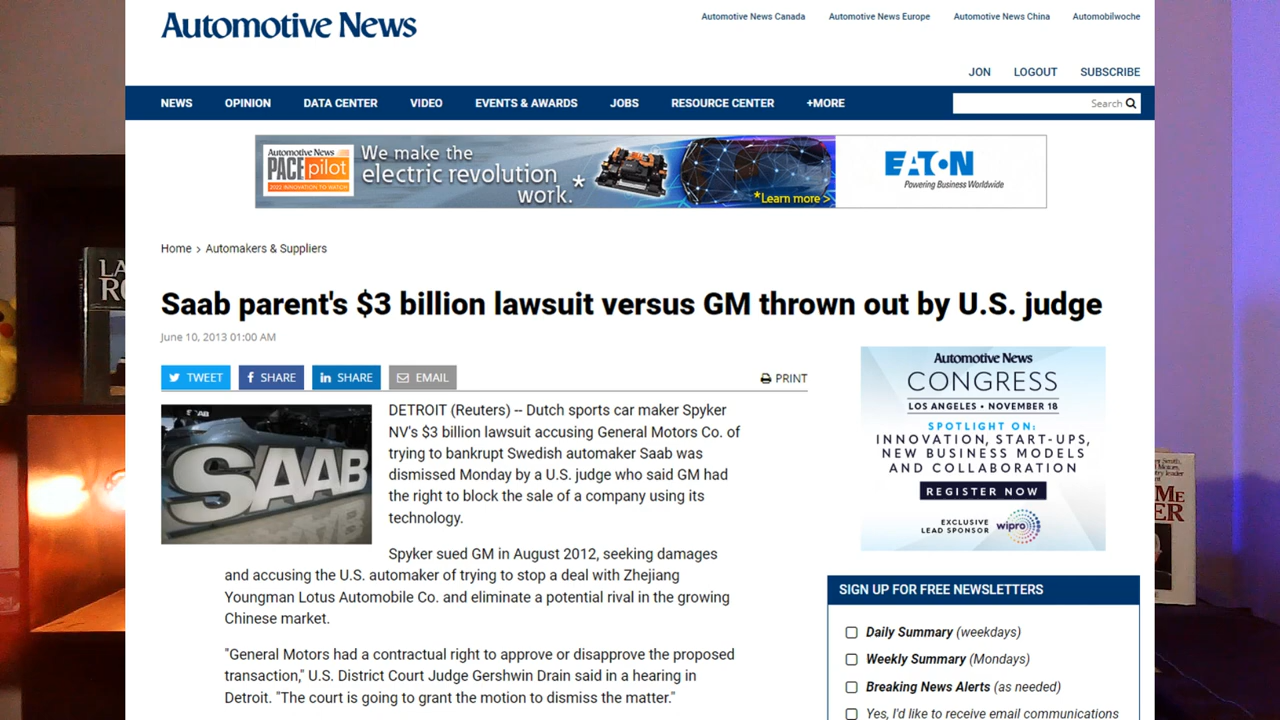 Automotive News
Automotive News Canada
Automotive News Europe
Automotive News China
Automobilwoche
JON
LOGOUT
SUBSCRIBE
NEWS
OPINION
DATA CENTER
VIDEO
EVENTS & AWARDS
JOBS
RESOURCE CENTER
+MORE
Search
Automotive News
PACE pilot
2022 INNOVATION TO WATCH
We make the
electric revolution
work.*
*Learn more >
EATON
Powering Business Worldwide
Home > Automakers & Suppliers
Saab parent's $3 billion lawsuit versus GM thrown out by U.S. judge
June 10, 2013 01:00 AM
TWEET
SHARE
SHARE
EMAIL
PRINT
SAAB
SAAB
DETROIT (Reuters) -- Dutch sports car maker Spyker
NV's $3 billion lawsuit accusing General Motors Co. of
trying to bankrupt Swedish automaker Saab was
dismissed Monday by a U.S. judge who said GM had
the right to block the sale of a company using its
technology.
Spyker sued GM in August 2012, seeking damages
and accusing the U.S. automaker of trying to stop a deal with Zhejiang
Youngman Lotus Automobile Co. and eliminate a potential rival in the growing
Chinese market.
"General Motors had a contractual right to approve or disapprove the proposed
transaction," U.S. District Court Judge Gershwin Drain said in a hearing in
Detroit. "The court is going to grant the motion to dismiss the matter."
Automotive News
CONGRESS
LOS ANGELES • NOVEMBER 18
SPOTLIGHT ON:
INNOVATION, START-UPS,
NEW BUSINESS MODELS
AND COLLABORATION
REGISTER NOW
EXCLUSIVE
LEAD SPONSOR
wipro
SIGN UP FOR FREE NEWSLETTERS
Daily Summary (weekdays)
Weekly Summary (Mondays)
Breaking News Alerts (as needed)
Yes, I'd like to receive email communications